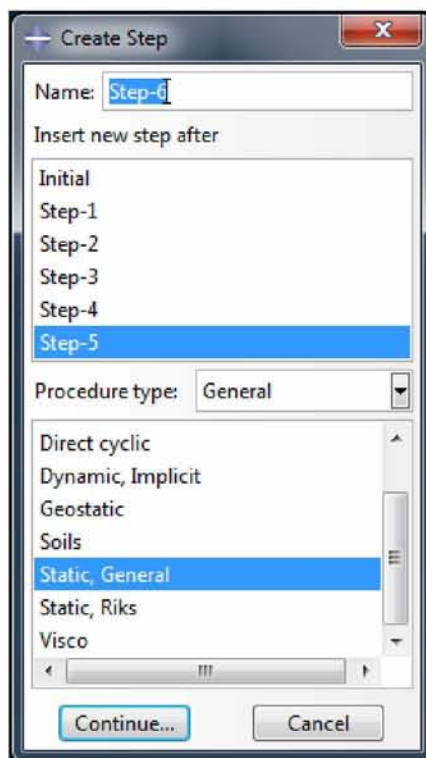 Create Step
Name: Step-6
Insert new step after
Initial
Step-1
Step-2
Step-3
Step-4
Step-5
Procedure type: General
Direct cyclic
Dynamic, Implicit
Geostatic
Soils
Static, General
Static, Riks
Visco
Continue... Cancel